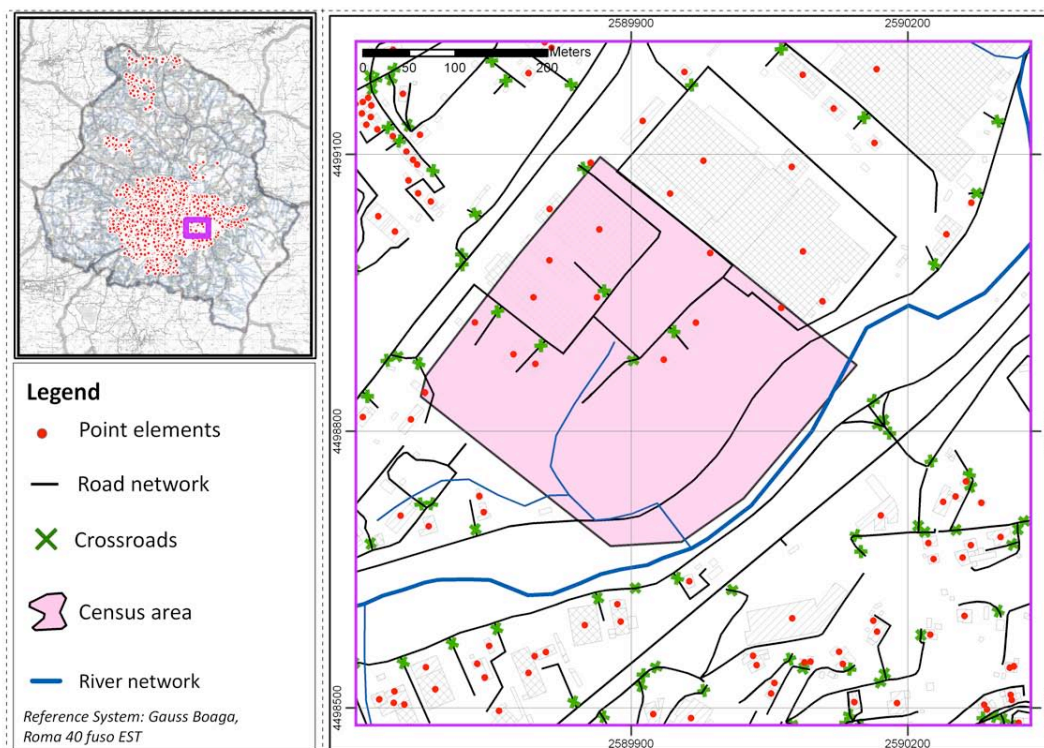 2589900
2590200
Meters
0 50 100 200
4499100
4498800
4498500
2589900
2590200
Legend
Point elements
Road network
Crossroads
Census area
River network
Reference System: Gauss Boaga,
Roma 40 fuso EST